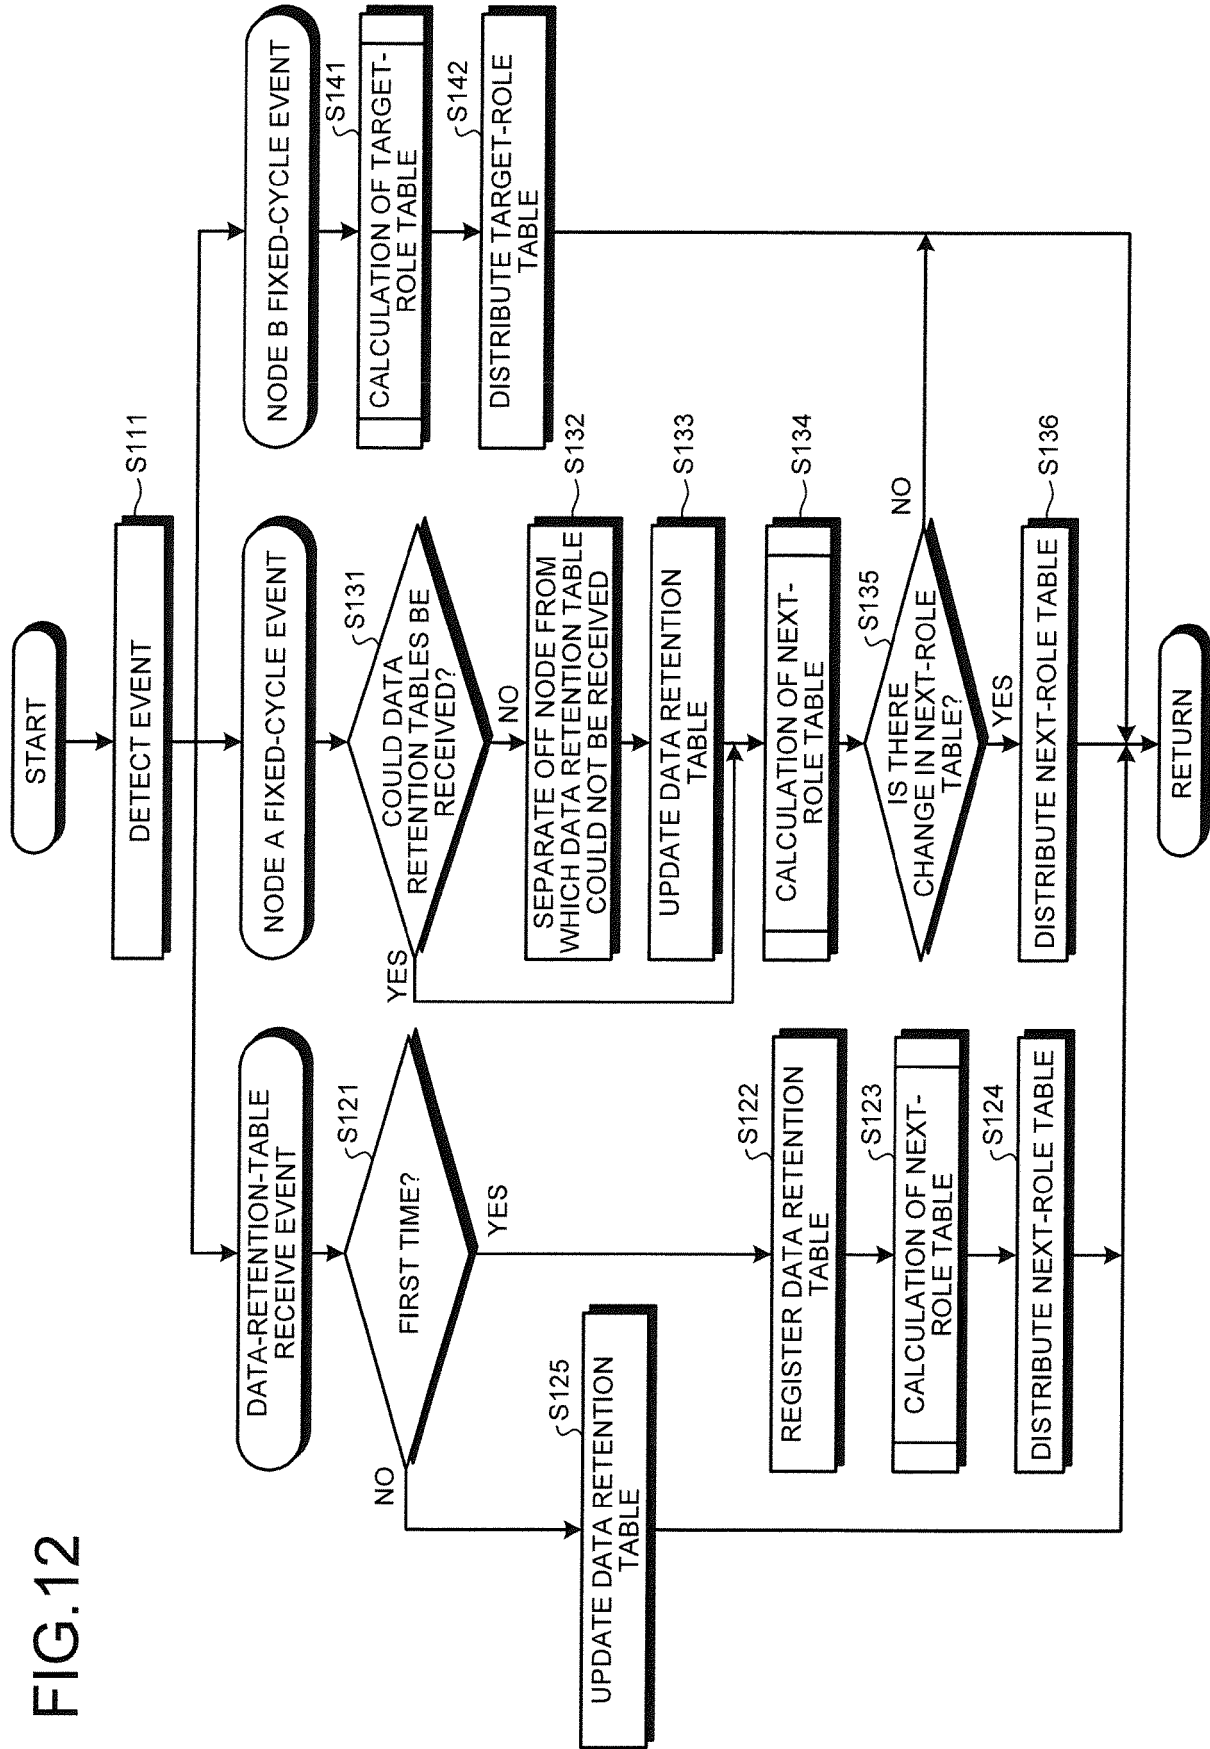 FIG.12
START
DETECT EVENT
S111
DATA-RETENTION-TABLE
RECEIVE EVENT
S121
FIRST TIME?
NO
YES
S125
UPDATE DATA RETENTION
TABLE
S122
REGISTER DATA RETENTION
TABLE
S123
CALCULATION OF NEXT-
ROLE TABLE
S124
DISTRIBUTE NEXT-ROLE TABLE
NODE A FIXED-CYCLE EVENT
S131
COULD DATA
RETENTION TABLES BE
RECEIVED?
YES
NO
S132
SEPARATE OFF NODE FROM
WHICH DATA RETENTION TABLE
COULD NOT BE RECEIVED
S133
UPDATE DATA RETENTION
TABLE
S134
CALCULATION OF NEXT-
ROLE TABLE
S135
IS THERE
CHANGE IN NEXT-ROLE
TABLE?
NO
YES
S136
DISTRIBUTE NEXT-ROLE TABLE
NODE B FIXED-CYCLE EVENT
S141
CALCULATION OF TARGET-
ROLE TABLE
S142
DISTRIBUTE TARGET-ROLE
TABLE
RETURN